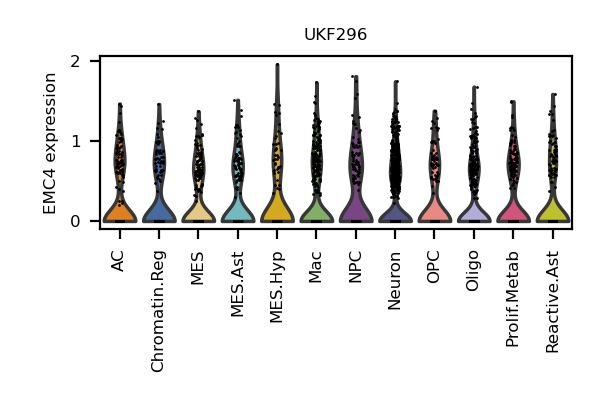 UKF296
EMC4 expression
2
1
0
AC
Chromatin.Reg
MES
MES.Ast
MES.Hyp
Mac
NPC
Neuron
OPC
Oligo
Prolif.Metab
Reactive.Ast